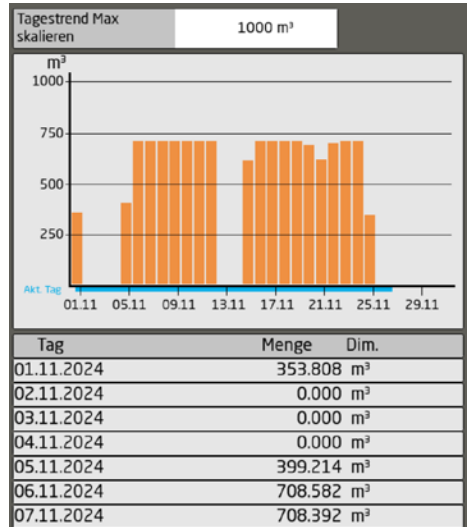 Tagestrend Max
skalieren
1000 m³
m³
1000
750
500
250
Akt. Tag
01.11 05.11 09.11 13.11 17.11 21.11 25.11 29.11
Tag Menge Dim.
01.11.2024 353.808 m³
02.11.2024 0.000 m³
03.11.2024 0.000 m³
04.11.2024 0.000 m³
05.11.2024 399.214 m³
06.11.2024 708.582 m³
07.11.2024 708.392 m³